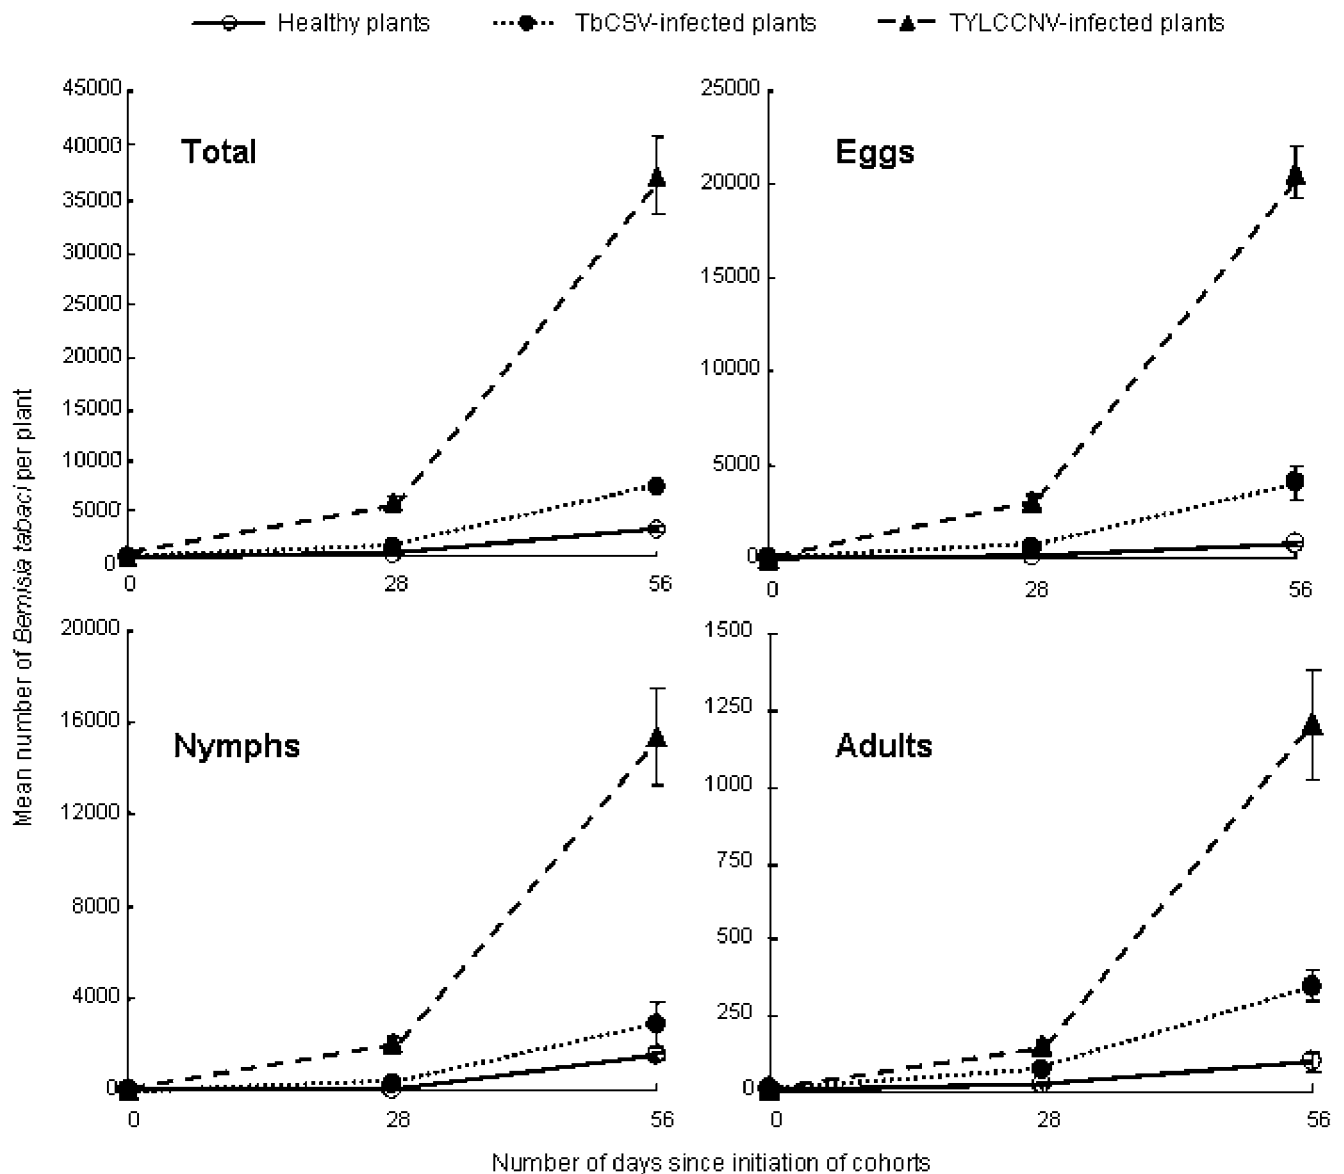 Healthy plants TbCSV-infected plants TYLCCNV-infected plants
Mean number of Bemisia tabaci per plant
Total
45000
40000
35000
30000
25000
20000
15000
10000
5000
0
0 28 56
Eggs
25000
20000
15000
10000
5000
0
0 28 56
Nymphs
20000
16000
12000
8000
4000
0
0 28 56
Adults
1500
1250
1000
750
500
250
0
0 28 56
Number of days since initiation of cohorts